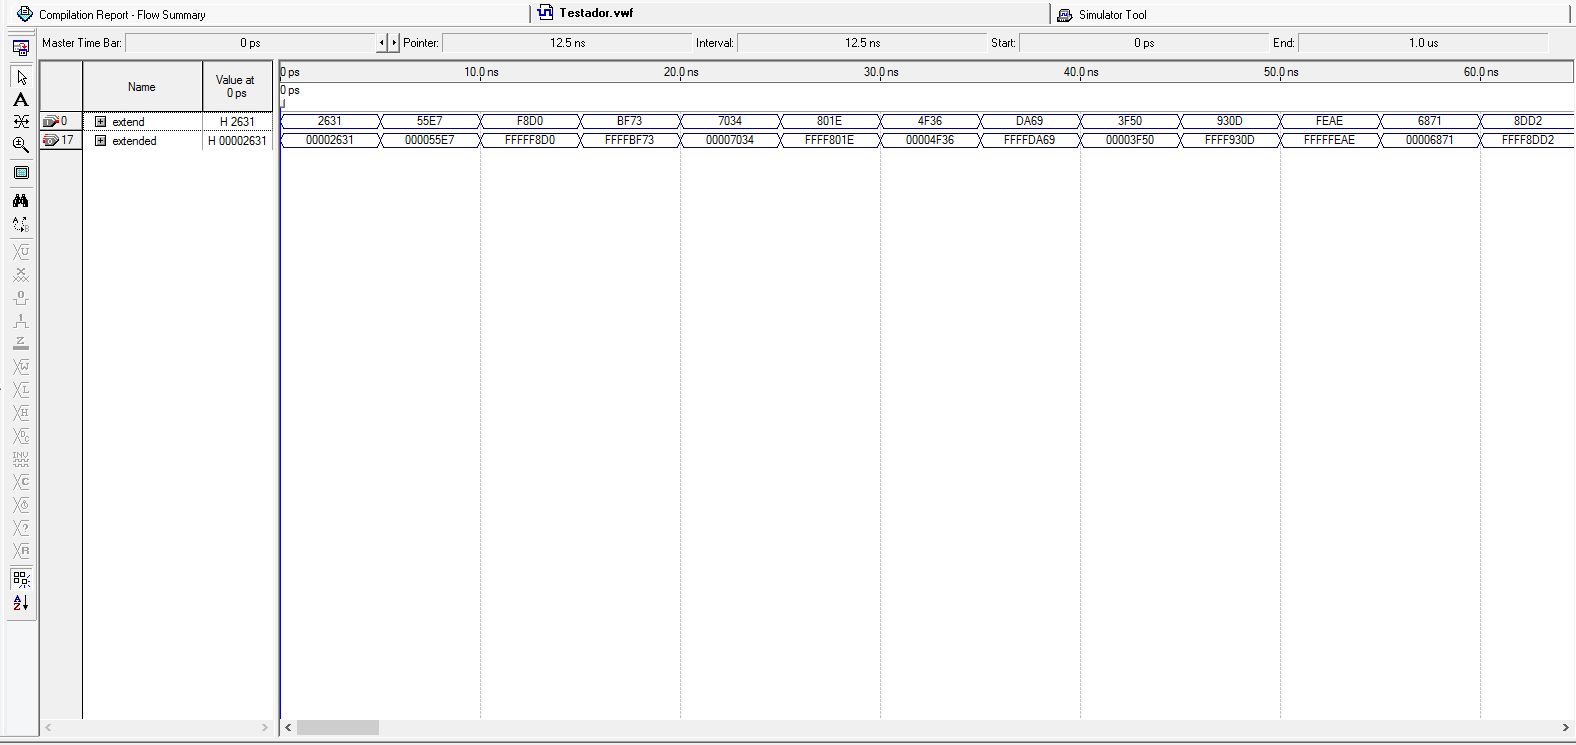 Compilation Report - Flow Summary
Testador.vwf
Simulator Tool
Master Time Bar: 0 ps Pointer: 12.5 ns Interval: 12.5 ns Start: 0 ps End: 1.0 us
Name
Value at
0 ps
0 ps 10.0 ns 20.0 ns 30.0 ns 40.0 ns 50.0 ns 60.0 ns
0 ps
0 extend H 2631 2631 55E7 F8D0 BF73 7034 801E 4F36 DA69 3F50 930D FEAE 6871 8DD2
17 extended H 00002631 00002631 000055E7 FFFFF8D0 FFFFBF73 00007034 FFFF801E 00004F36 FFFFDA69 00003F50 FFFF930D FFFFFEAE 00006871 FFFF8DD2